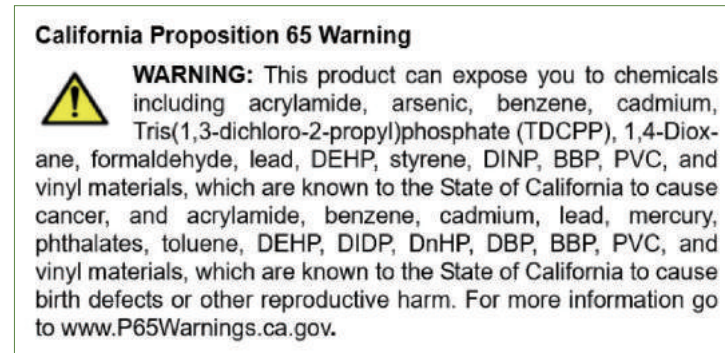 California Proposition 65 Warning
WARNING: This product can expose you to chemicals
including acrylamide, arsenic, benzene, cadmium,
Tris(1,3-dichloro-2-propyl)phosphate (TDCPP), 1,4-Diox-
ane, formaldehyde, lead, DEHP, styrene, DINP, BBP, PVC, and
vinyl materials, which are known to the State of California to cause
cancer, and acrylamide, benzene, cadmium, lead, mercury,
phthalates, toluene, DEHP, DIDP, DnHP, DBP, BBP, PVC, and
vinyl materials, which are known to the State of California to cause
birth defects or other reproductive harm. For more information go
to www.P65Warnings.ca.gov.